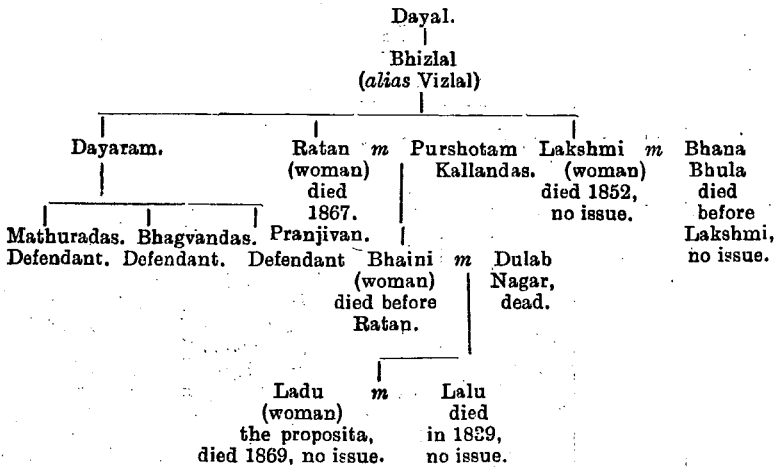 Dayal.
Bhizlal
(alias Vizlal)
Dayaram. Ratan m Purshotam Lakshmi m Bhana
(woman) Kallandas. (woman) Bhula
died died 1852, died
1867. no issue. before
Mathuradas. Bhagvandas. Pranjivan. Lakshmi,
Defendant. Defendant. Defendant Bhaini m Dulab no issue.
(woman) Nagar,
died before dead.
Ratan.
Ladu m Lalu
(woman) died
the proposita, in 1839,
died 1869, no issue. no issue.